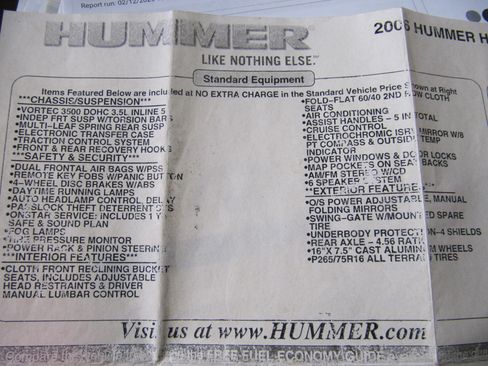 Report run: 02/12/202
HUMMER
2006 HUMMER H
LIKE NOTHING ELSE.
Standard Equipment
Items Featured Below are included at NO EXTRA CHARGE in the Standard Vehicle Price Shown at Right
***CHASSIS/SUSPENSION***
•VORTEC 3500 DOHC 3.5L INLINE 5
•INDEP FRT SUSP W/TORSION BARS
•MULTI-LEAF SPRING REAR SUSP
•ELECTRONIC TRANSFER CASE
•TRACTION CONTROL SYSTEM
•FRONT & REAR RECOVERY HOOKS
***SAFETY & SECURITY***
•DUAL FRONTAL AIR BAGS W/PSS
•REMOTE KEY FOBS W/PANIC BUTTON
•4-WHEEL DISC BRAKES W/ABS
•DAYTIME RUNNING LAMPS
•AUTO HEADLAMP CONTROL, DELAY
•PASS-LOCK THEFT DETERRENT SYS
•ONSTAR SERVICE: INCLUDES 1 Y
SAFE & SOUND PLAN
•FOG LAMPS
•TIRE PRESSURE MONITOR
•POWER RACK & PINION STEERING
***INTERIOR FEATURES***
•CLOTH FRONT RECLINING BUCKET
SEATS, INCLUDES ADJUSTABLE
HEAD RESTRAINTS & DRIVER
MANUAL LUMBAR CONTROL
•FOLD-FLAT 60/40 2ND ROW CLOTH
SEATS
•AIR CONDITIONING
•ASSIST HANDLES - 5 IN TOTAL
•CRUISE CONTROL
•ELECTROCHROMIC ISRV MIRROR W/8
PT COMPASS & OUTSIDE TEMP
INDICATOR
•POWER WINDOWS & DOOR LOCKS
•MAP POCKETS ON SEAT BACKS
•AM/FM STEREO W/CD
•6 SPEAKER SYSTEM
***EXTERIOR FEATURES
•O/S POWER ADJUSTABLE, MANUAL
FOLDING MIRRORS
•SWING-GATE W/MOUNTED SPARE
TIRE
•UNDERBODY PROTECTION-4 SHIELDS
•REAR AXLE - 4.56 RATIO
•16" X 7.5" CAST ALUMINUM WHEELS
•P265/75R16 ALL TERRAIN TIRES
Visit us at www.HUMMER.com
FREE FUEL ECONOMY GUIDE